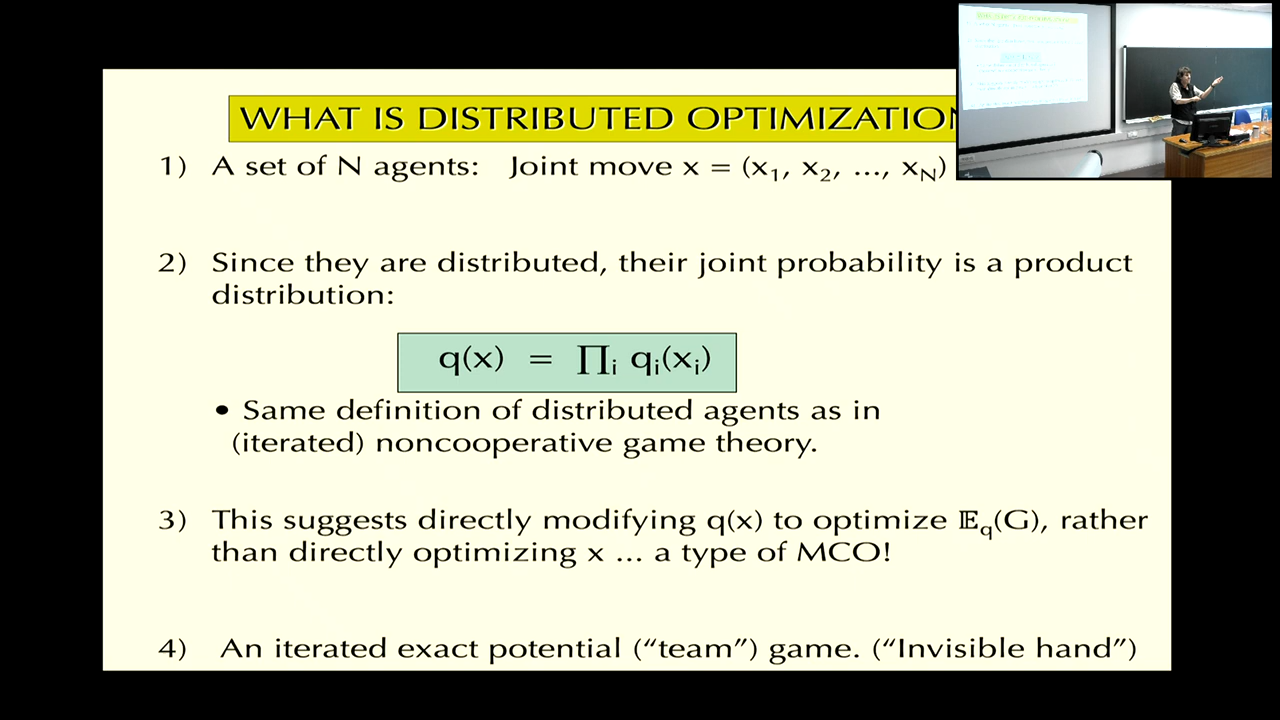 WHAT IS DISTRIBUTED OPTIMIZATION
1) A set of N agents: Joint move x = (x₁, x₂, ..., x_N)
2) Since they are distributed, their joint probability is a product
distribution:
q(x) = ∏ᵢ qᵢ(xᵢ)
• Same definition of distributed agents as in
(iterated) noncooperative game theory.
3) This suggests directly modifying q(x) to optimize 𝔼_q(G), rather
than directly optimizing x ... a type of MCO!
4) An iterated exact potential (“team”) game. (“Invisible hand”)